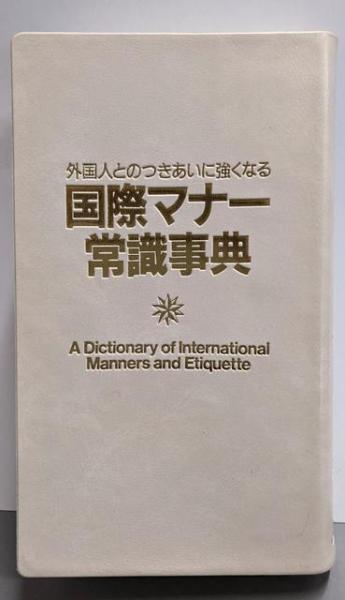 外国人とのつきあいに強くなる
国際マナー
常識事典
A Dictionary of International
Manners and Etiquette